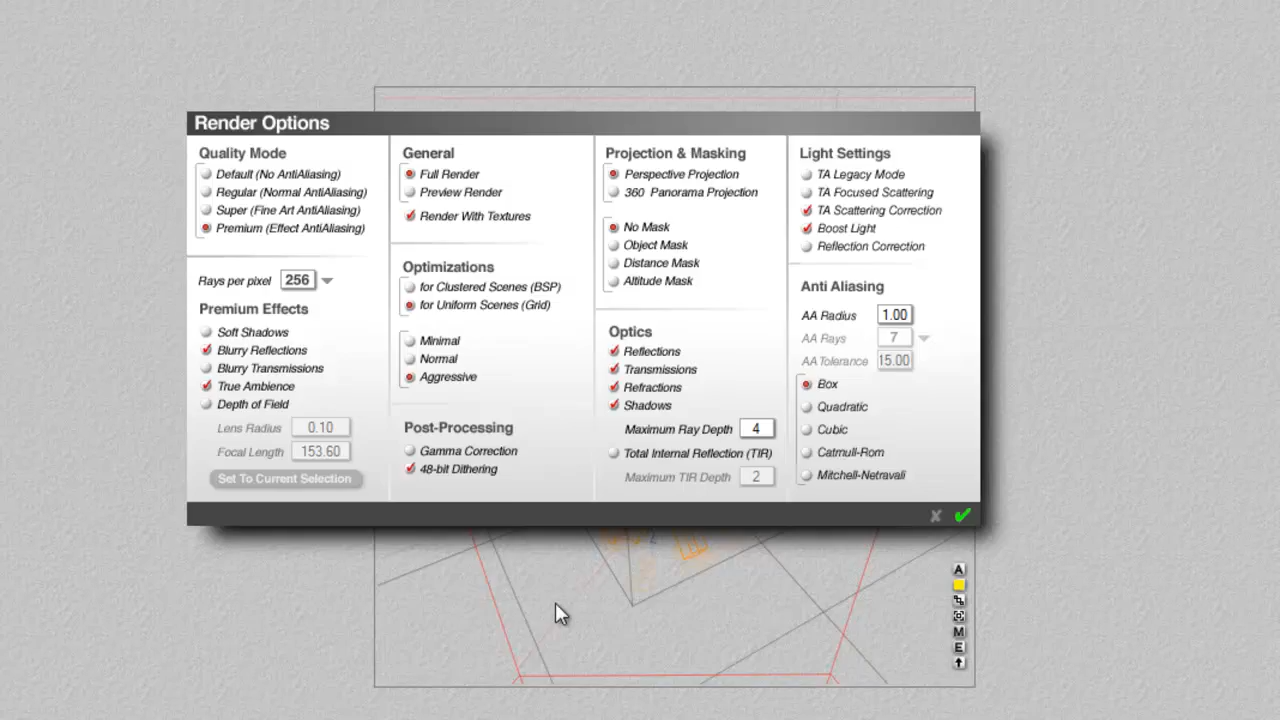 Render Options
Quality Mode
Default (No AntiAliasing)
Regular (Normal AntiAliasing)
Super (Fine Art AntiAliasing)
Premium (Effect AntiAliasing)
Rays per pixel 256
Premium Effects
Soft Shadows
Blurry Reflections
Blurry Transmissions
True Ambience
Depth of Field
Lens Radius 0.10
Focal Length 153.60
Set To Current Selection
General
Full Render
Preview Render
Render With Textures
Optimizations
for Clustered Scenes (BSP)
for Uniform Scenes (Grid)
Minimal
Normal
Aggressive
Post-Processing
Gamma Correction
48-bit Dithering
Projection & Masking
Perspective Projection
360 Panorama Projection
No Mask
Object Mask
Distance Mask
Altitude Mask
Optics
Reflections
Transmissions
Refractions
Shadows
Maximum Ray Depth 4
Total Internal Reflection (TIR)
Maximum TIR Depth 2
Light Settings
TA Legacy Mode
TA Focused Scattering
TA Scattering Correction
Boost Light
Reflection Correction
Anti Aliasing
AA Radius 1.00
AA Rays 7
AA Tolerance 15.00
Box
Quadratic
Cubic
Catmull-Rom
Mitchell-Netravali
A
M
E